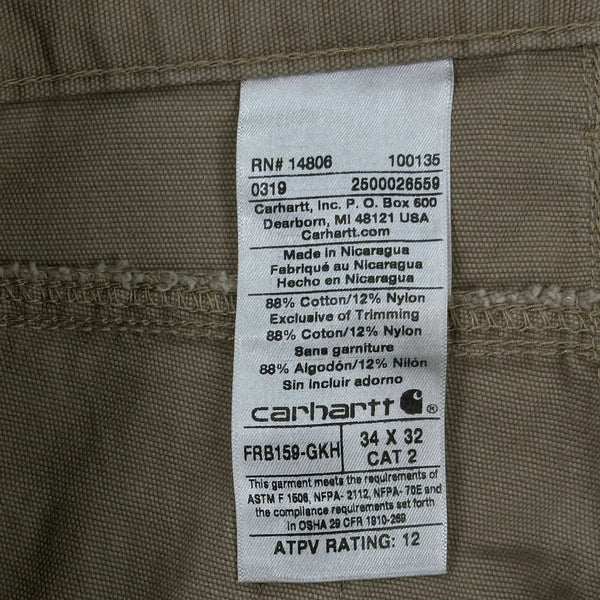 RN# 14806 100135
0319 2500026559
Carhartt, Inc. P. O. Box 600
Dearborn, MI 48121 USA
Carhartt.com
Made in Nicaragua
Fabriqué au Nicaragua
Hecho en Nicaragua
88% Cotton/12% Nylon
Exclusive of Trimming
88% Coton/12% Nylon
Sans garniture
88% Algodón/12% Nilón
Sin incluir adorno
carhartt ®
FRB159-GKH 34 X 32
CAT 2
This garment meets the requirements of
ASTM F 1506, NFPA- 2112, NFPA- 70E and
the compliance requirements set forth
in OSHA 29 CFR 1910-269
ATPV RATING: 12